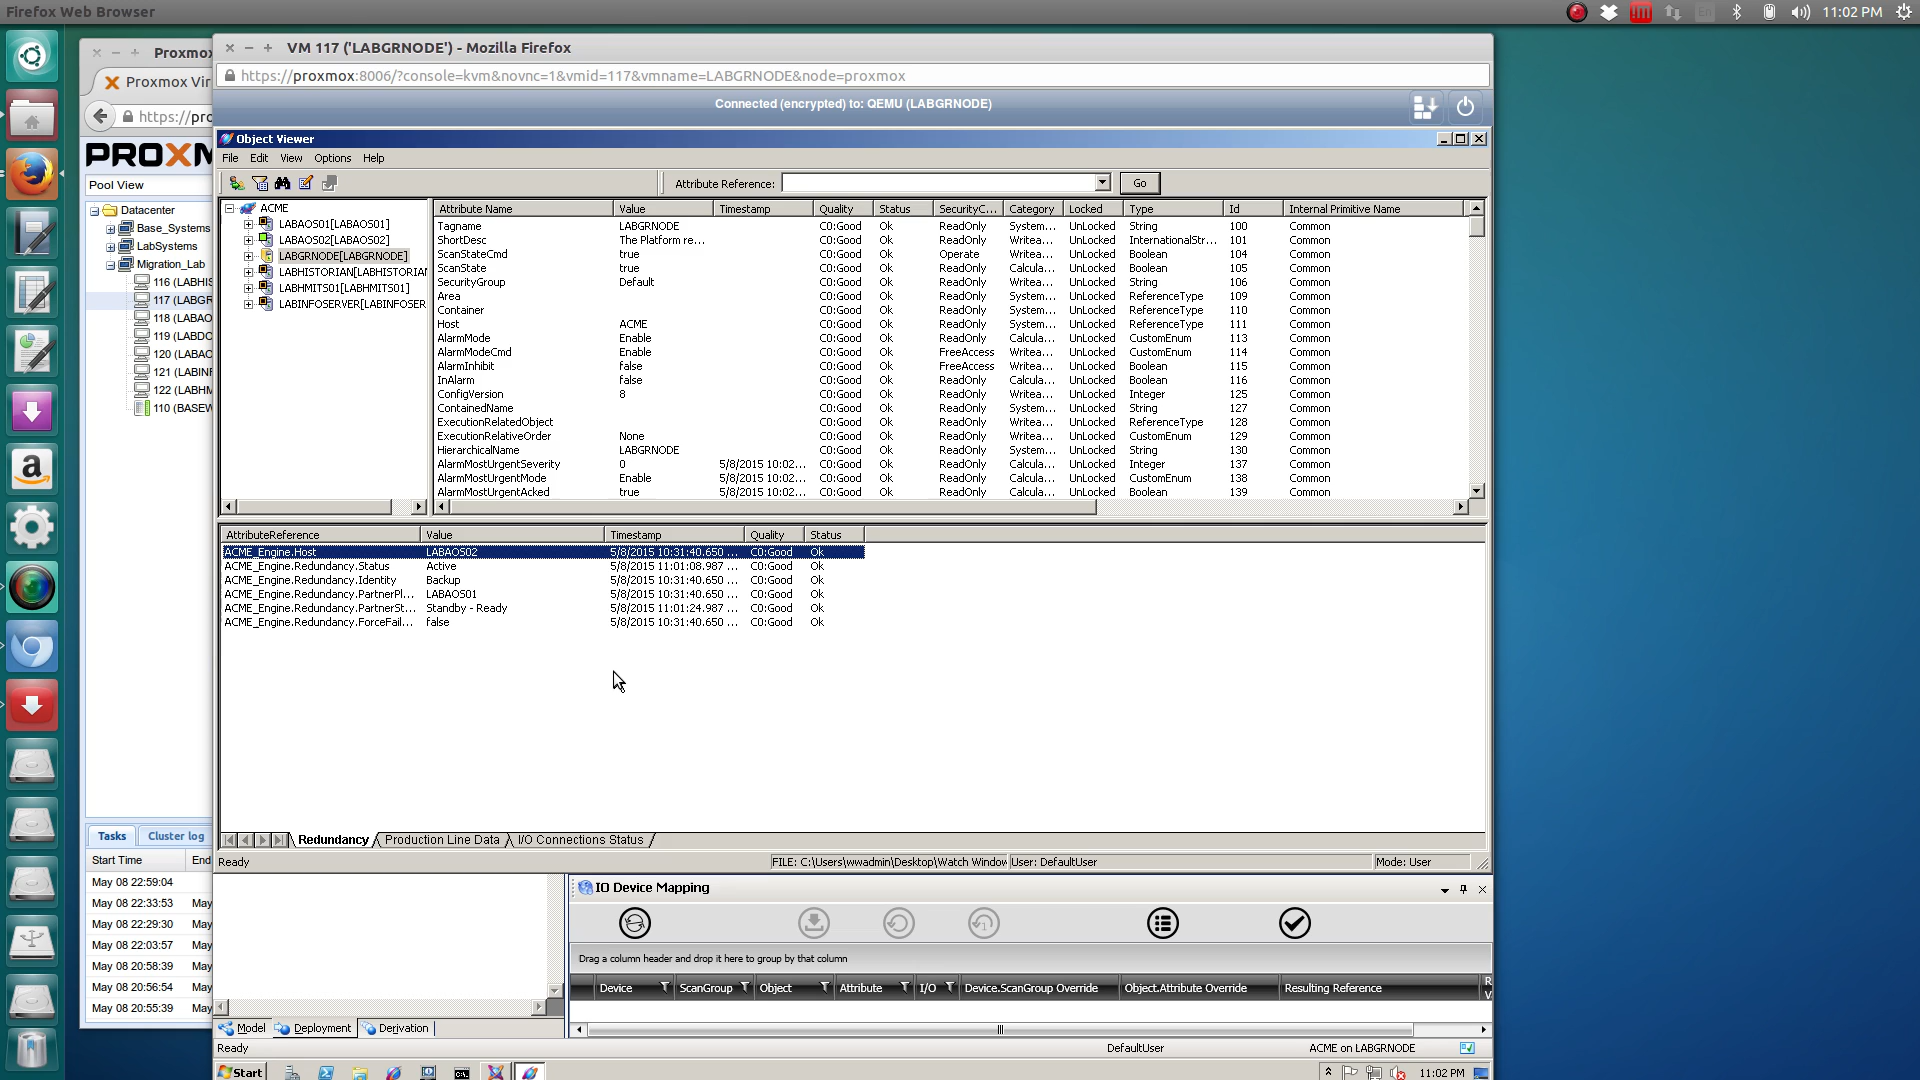 Firefox Web Browser
11:02 PM
Proxmox
VM 117 ('LABGRNODE') - Mozilla Firefox
Proxmox Vir
https://proxmox:8006/?console=kvm&novnc=1&vmid=117&vmname=LABGRNODE&node=proxmox
https://pro
Connected (encrypted) to: QEMU (LABGRNODE)
PROXM
Pool View
Datacenter
Base_Systems
LabSystems
Migration_Lab
116 (LABHIS
117 (LABGR
118 (LABAO
119 (LABDO
120 (LABAO
121 (LABINF
122 (LABHM
110 (BASEW
Object Viewer
File Edit View Options Help
Attribute Reference: Go
ACME
LABAOS01[LABAOS01]
LABAOS02[LABAOS02]
LABGRNODE[LABGRNODE]
LABHISTORIAN[LABHISTORIAN
LABHMITS01[LABHMITS01]
LABINFOSERVER[LABINFOSER
Attribute Name Value Timestamp Quality Status SecurityC... Category Locked Type Id Internal Primitive Name
Tagname LABGRNODE C0:Good Ok ReadOnly System... UnLocked String 100 Common
ShortDesc The Platform re... C0:Good Ok ReadOnly Writea... UnLocked InternationalStr... 101 Common
ScanStateCmd true C0:Good Ok Operate Writea... UnLocked Boolean 104 Common
ScanState true C0:Good Ok ReadOnly Calcula... UnLocked Boolean 105 Common
SecurityGroup Default C0:Good Ok ReadOnly Writea... UnLocked String 106 Common
Area C0:Good Ok ReadOnly System... UnLocked ReferenceType 109 Common
Container C0:Good Ok ReadOnly System... UnLocked ReferenceType 110 Common
Host ACME C0:Good Ok ReadOnly System... UnLocked ReferenceType 111 Common
AlarmMode Enable C0:Good Ok ReadOnly Calcula... UnLocked CustomEnum 113 Common
AlarmModeCmd Enable C0:Good Ok FreeAccess Writea... UnLocked CustomEnum 114 Common
AlarmInhibit false C0:Good Ok FreeAccess Writea... UnLocked Boolean 115 Common
InAlarm false C0:Good Ok ReadOnly Calcula... UnLocked Boolean 116 Common
ConfigVersion 8 C0:Good Ok ReadOnly Writea... UnLocked Integer 125 Common
ContainedName C0:Good Ok ReadOnly System... UnLocked String 127 Common
ExecutionRelatedObject C0:Good Ok ReadOnly Writea... UnLocked ReferenceType 128 Common
ExecutionRelativeOrder None C0:Good Ok ReadOnly Writea... UnLocked CustomEnum 129 Common
HierarchicalName LABGRNODE C0:Good Ok ReadOnly System... UnLocked String 130 Common
AlarmMostUrgentSeverity 0 5/8/2015 10:02... C0:Good Ok ReadOnly Calcula... UnLocked Integer 137 Common
AlarmMostUrgentMode Enable 5/8/2015 10:02... C0:Good Ok ReadOnly Calcula... UnLocked CustomEnum 138 Common
AlarmMostUrgentAcked true 5/8/2015 10:02... C0:Good Ok ReadOnly Calcula... UnLocked Boolean 139 Common
AttributeReference Value Timestamp Quality Status
ACME_Engine.Host LABAOS02 5/8/2015 10:31:40.650 ... C0:Good Ok
ACME_Engine.Redundancy.Status Active 5/8/2015 11:01:08.987 ... C0:Good Ok
ACME_Engine.Redundancy.Identity Backup 5/8/2015 10:31:40.650 ... C0:Good Ok
ACME_Engine.Redundancy.PartnerPl... LABAOS01 5/8/2015 10:31:40.650 ... C0:Good Ok
ACME_Engine.Redundancy.PartnerSt... Standby - Ready 5/8/2015 11:01:24.987 ... C0:Good Ok
ACME_Engine.Redundancy.ForceFail... false 5/8/2015 10:31:40.650 ... C0:Good Ok
Redundancy Production Line Data I/O Connections Status
Ready FILE: C:\Users\wwadmin\Desktop\Watch Window User: DefaultUser Mode: User
Tasks Cluster log
Start Time End
May 08 22:59:04
May 08 22:33:53 May
May 08 22:29:30 May
May 08 22:03:57 May
May 08 20:58:39 May
May 08 20:56:54 May
May 08 20:55:39 May
IO Device Mapping
Drag a column header and drop it here to group by that column
Device ScanGroup Object Attribute I/O Device.ScanGroup Override Object.Attribute Override Resulting Reference R V
Model Deployment Derivation
Ready DefaultUser ACME on LABGRNODE
Start 11:02 PM